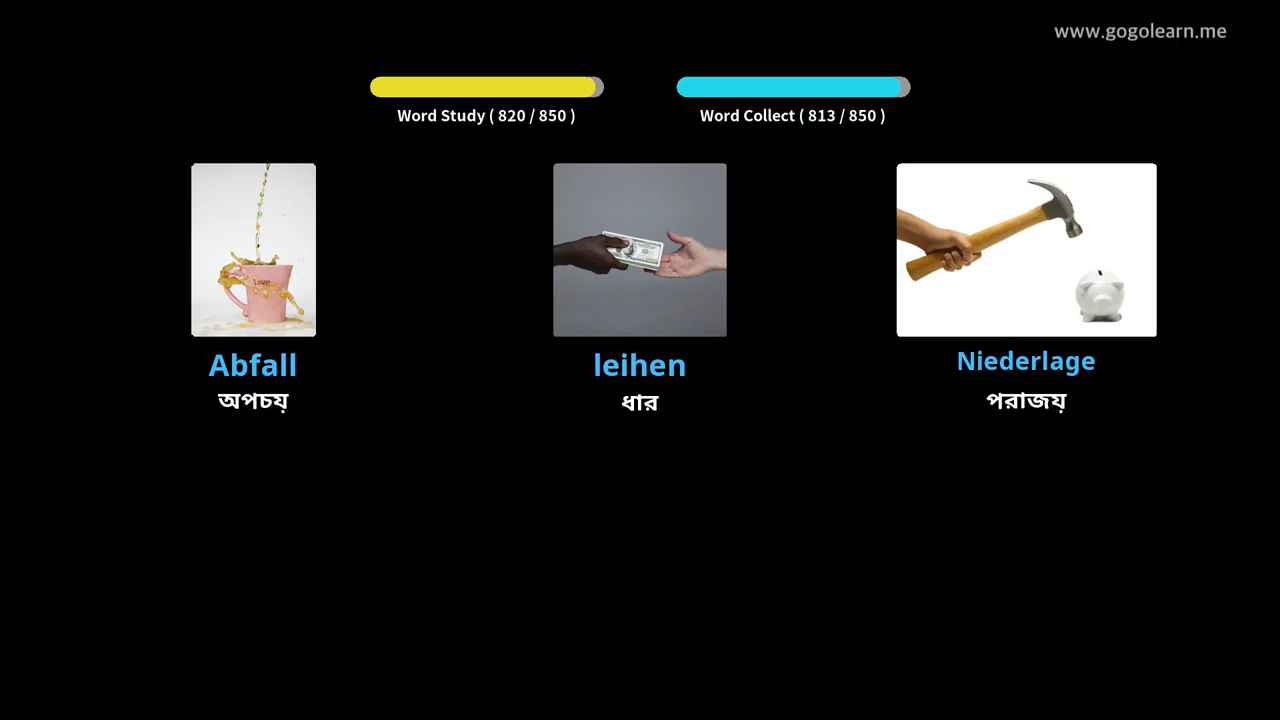 www.gogolearn.me
Word Study ( 820 / 850 )
Word Collect ( 813 / 850 )
love
Abfall
leihen
Niederlage
অপচয়
ধার
পরাজয়